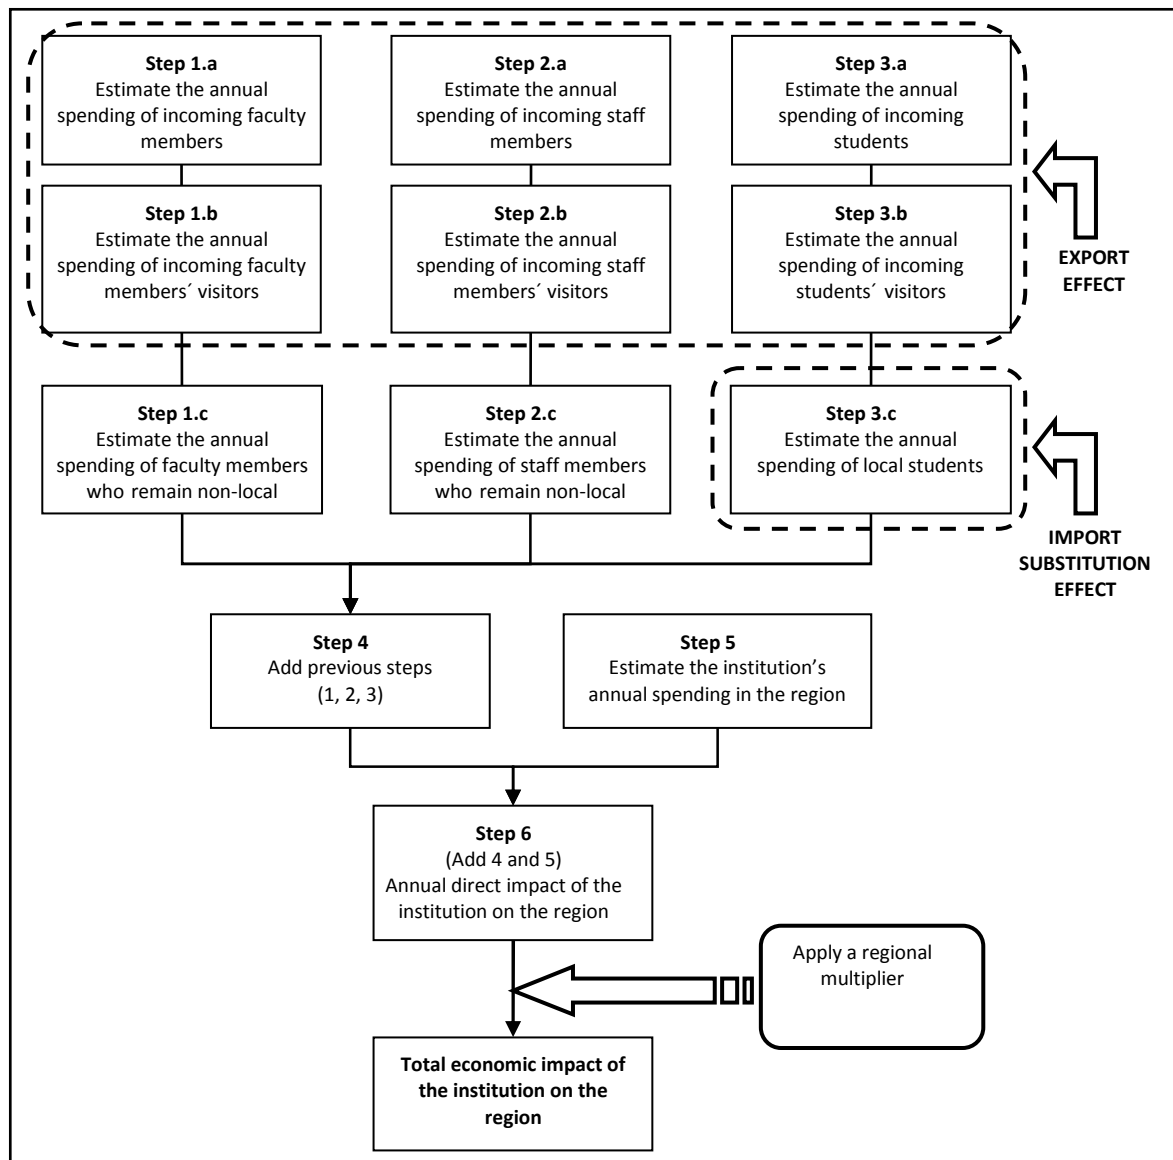 Step 1.a
Estimate the annual
spending of incoming faculty
members
Step 2.a
Estimate the annual
spending of incoming staff
members
Step 3.a
Estimate the annual
spending of incoming
students
Step 1.b
Estimate the annual
spending of incoming faculty
members´ visitors
Step 2.b
Estimate the annual
spending of incoming staff
members´ visitors
Step 3.b
Estimate the annual
spending of incoming
students´ visitors
EXPORT
EFFECT
Step 1.c
Estimate the annual
spending of faculty members
who remain non-local
Step 2.c
Estimate the annual
spending of staff members
who remain non-local
Step 3.c
Estimate the annual
spending of local students
IMPORT
SUBSTITUTION
EFFECT
Step 4
Add previous steps
(1, 2, 3)
Step 5
Estimate the institution’s
annual spending in the region
Step 6
(Add 4 and 5)
Annual direct impact of the
institution on the region
Apply a regional
multiplier
Total economic impact of
the institution on the
region